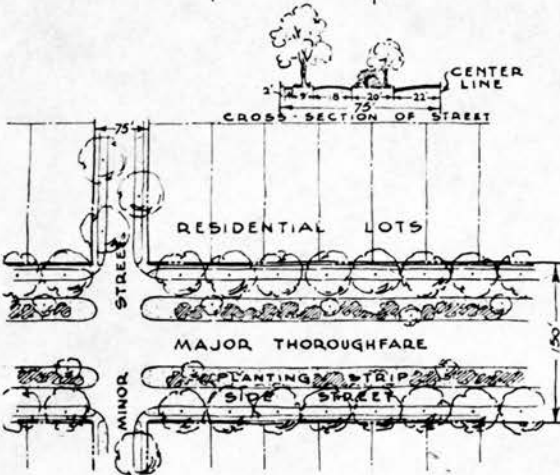 CENTER
LINE
2' 9' 18' 20' 22'
75'
CROSS-SECTION OF STREET
75'
RESIDENTIAL LOTS
STREET
MAJOR THOROUGHFARE
150'
PLANTING STRIP
SIDE STREET
MINOR